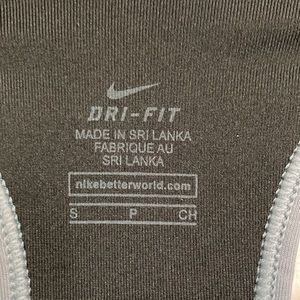 DRI-FIT
MADE IN SRI LANKA
FABRIQUE AU
SRI LANKA
nikebetterworld.com
S P CH